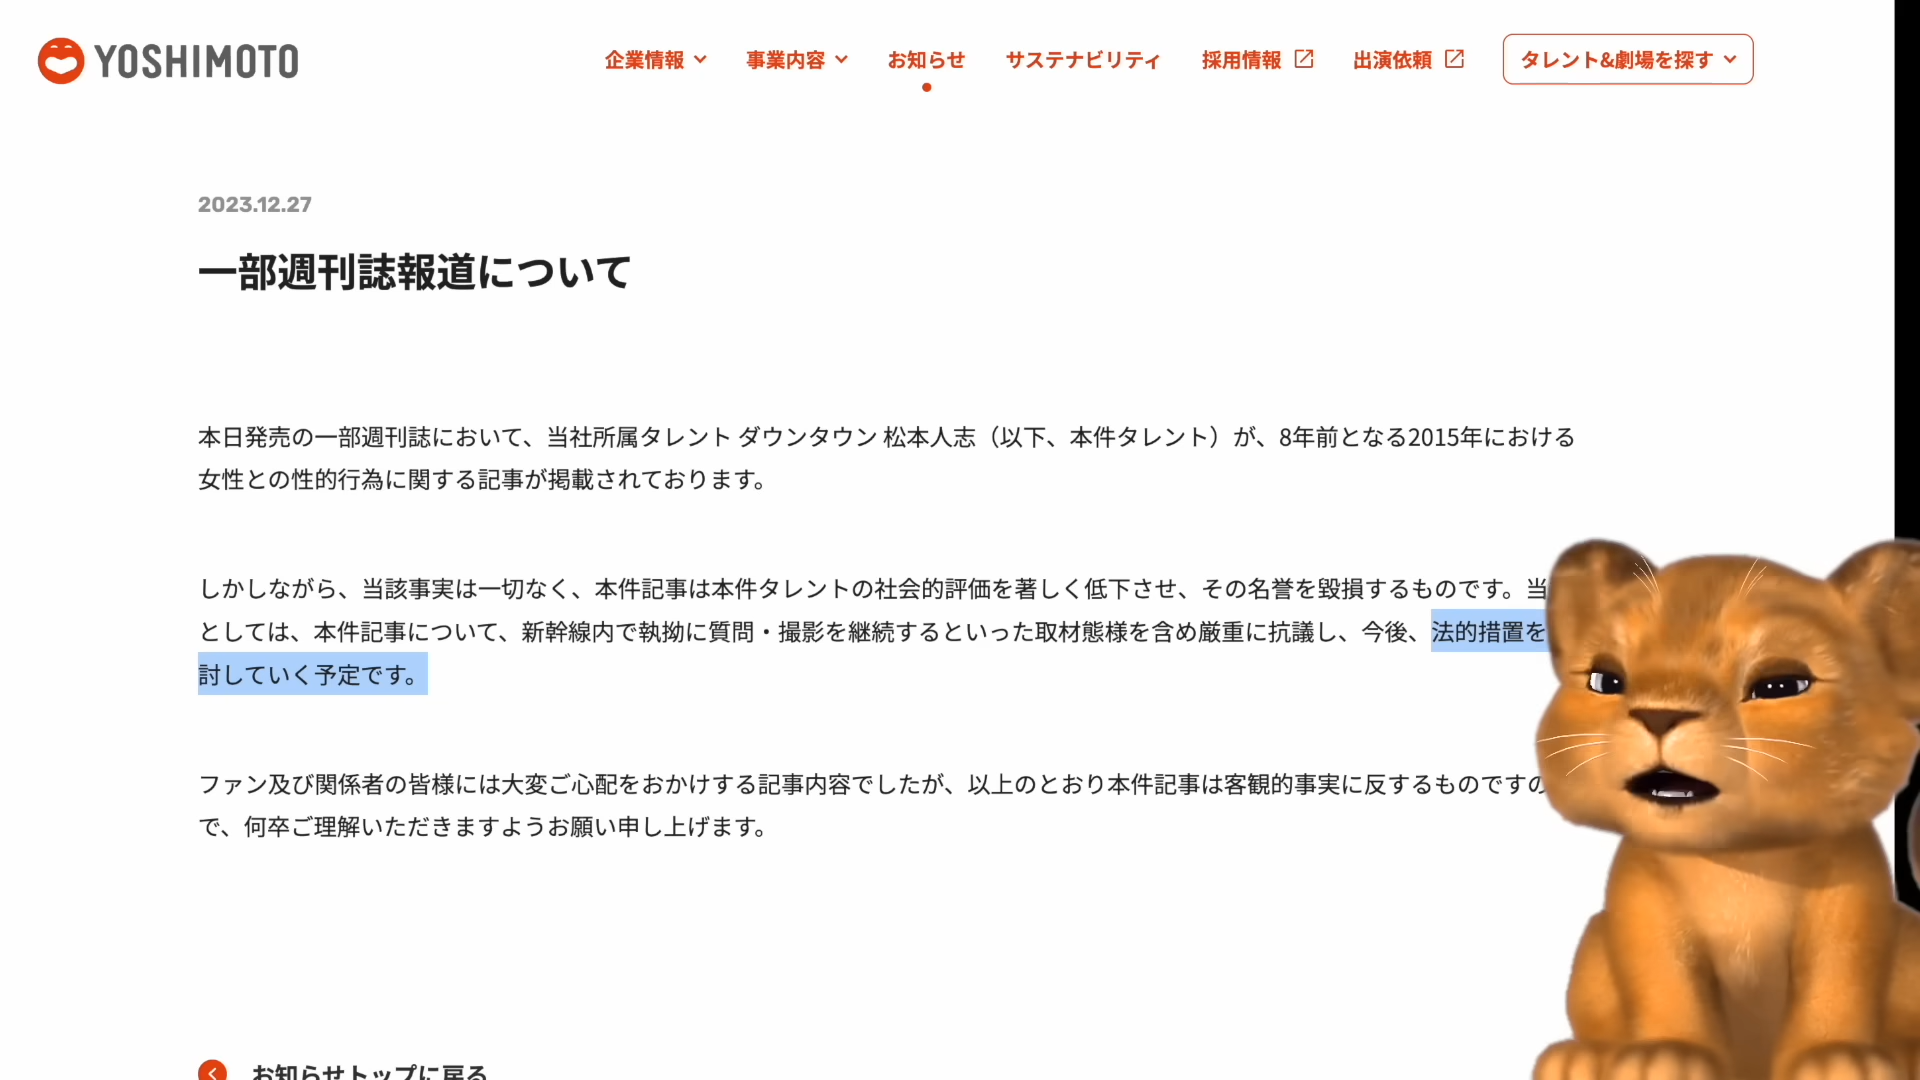 YOSHIMOTO
企業情報 事業内容 お知らせ サステナビリティ 採用情報 出演依頼 タレント&劇場を探す
2023.12.27
一部週刊誌報道について
本日発売の一部週刊誌において、当社所属タレント ダウンタウン 松本人志（以下、本件タレント）が、8年前となる2015年における
女性との性的行為に関する記事が掲載されております。
しかしながら、当該事実は一切なく、本件記事は本件タレントの社会的評価を著しく低下させ、その名誉を毀損するものです。当
としては、本件記事について、新幹線内で執拗に質問・撮影を継続するといった取材態様を含め厳重に抗議し、今後、法的措置を
討していく予定です。
ファン及び関係者の皆様には大変ご心配をおかけする記事内容でしたが、以上のとおり本件記事は客観的事実に反するものですの
で、何卒ご理解いただきますようお願い申し上げます。
お知らせトップに戻る